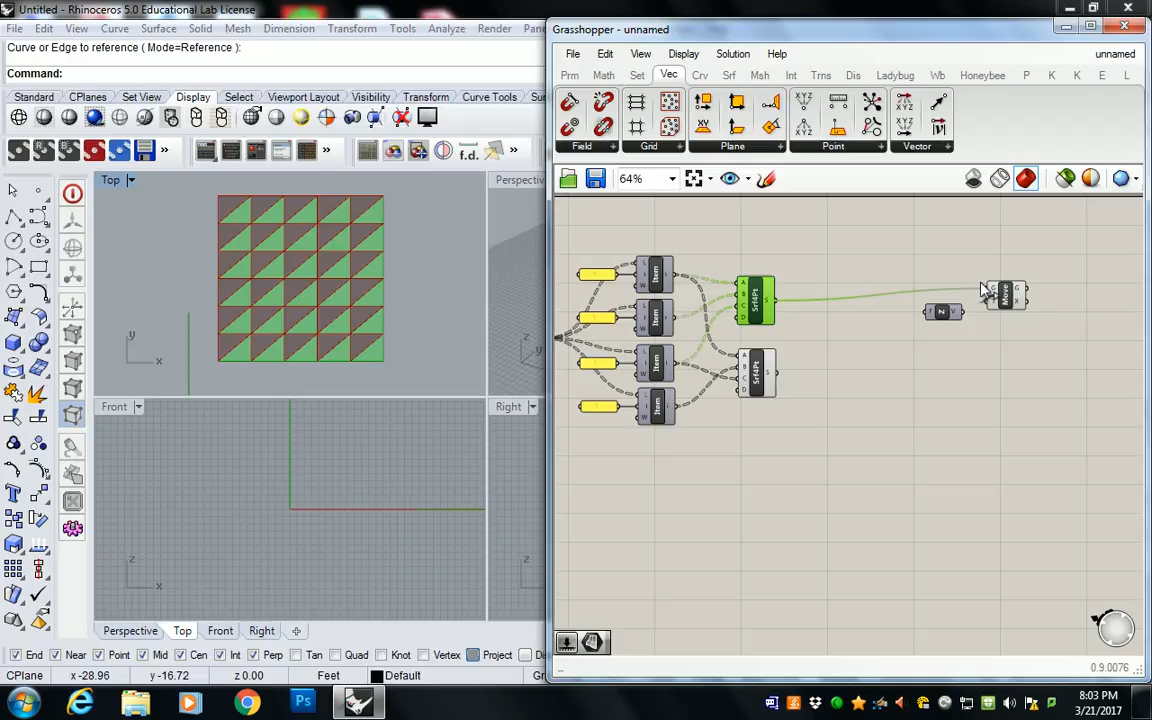 Untitled - Rhinoceros 5.0 Educational Lab License
File Edit View Curve Surface Solid Mesh Dimension Transform Tools Analyze Render Panels
Curve or Edge to reference ( Mode=Reference ):
Command:
Standard CPlanes Set View Display Select Viewport Layout Visibility Transform Curve Tools
f.d.
Top
Perspective
y
x
Front
Right
z
x
z
y
Perspective Top Front Right
End Near Point Mid Cen Int Perp Tan Quad Knot Vertex Project
CPlane x -28.96 y -16.72 z 0.00 Feet Default
Grasshopper - unnamed
File Edit View Display Solution Help unnamed
Prm Math Set Vec Crv Srf Msh Int Trns Dis Ladybug Wb Honeybee P K K E L
Field Grid Plane Point Vector
64%
L Item i
W
L Item i
W
L Item i
W
L Item i
W
A B C D Srf4Pt S
A B C D Srf4Pt S
F Z V
G Move G
X
0.9.0076
8:03 PM
3/21/2017